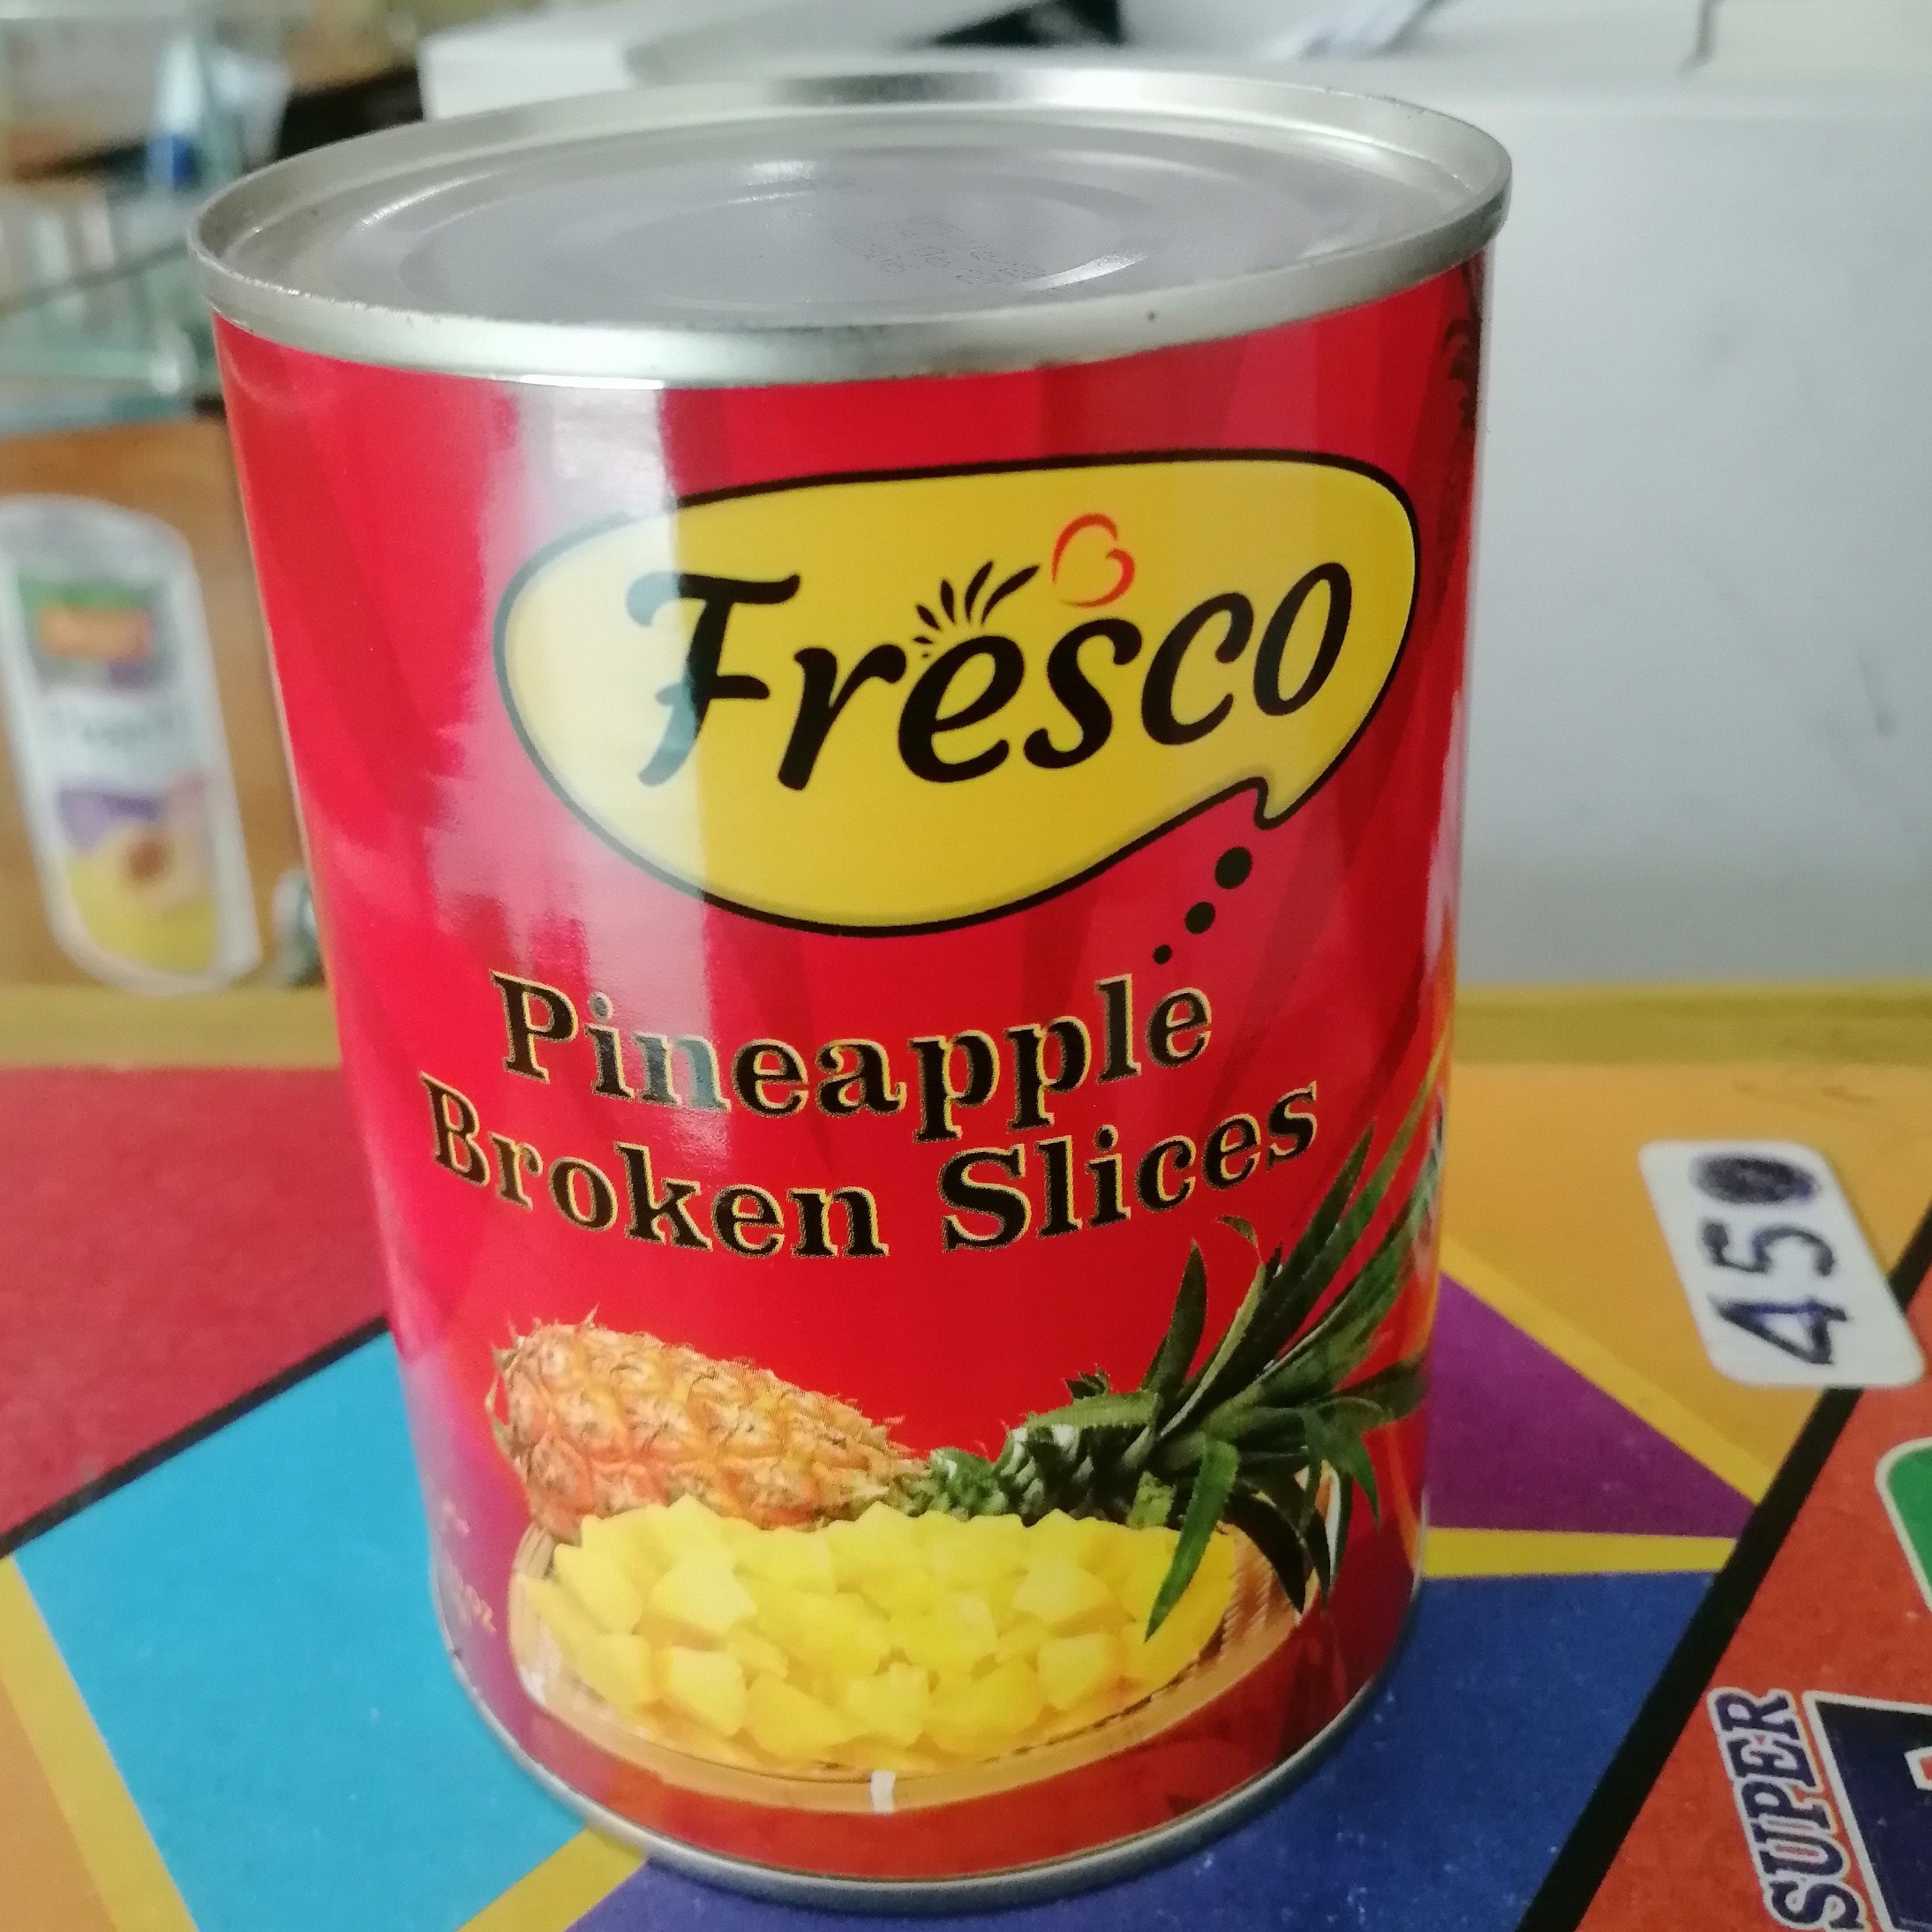 Fresco
Pineapple
Broken Slices
450
SUPER